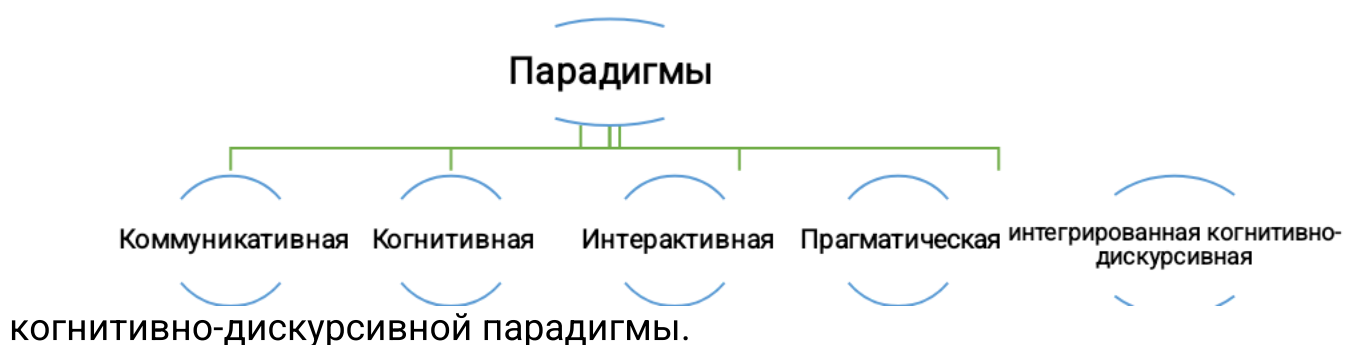 Парадигмы
Коммуникативная
Когнитивная
Интерактивная
Прагматическая
интегрированная когнитивно-
дискурсивная
когнитивно-дискурсивной парадигмы.